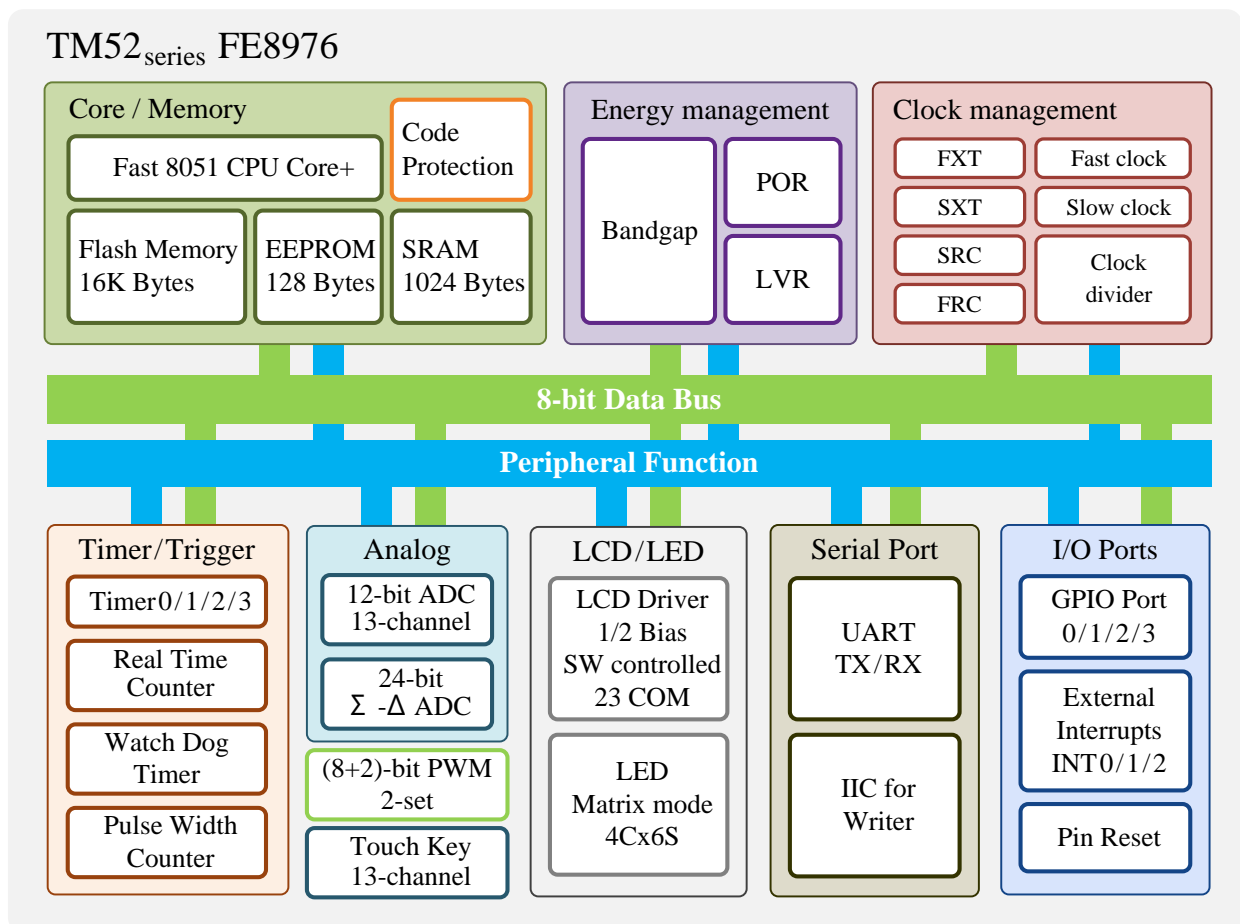 TM52series FE8976
Core / Memory
Fast 8051 CPU Core+
Code
Protection
Flash Memory
16K Bytes
EEPROM
128 Bytes
SRAM
1024 Bytes
Energy management
Bandgap
POR
LVR
Clock management
FXT
Fast clock
SXT
Slow clock
SRC
FRC
Clock
divider
8-bit Data Bus
Peripheral Function
Timer/Trigger
Timer0/1/2/3
Real Time
Counter
Watch Dog
Timer
Pulse Width
Counter
Analog
12-bit ADC
13-channel
24-bit
Σ -Δ ADC
(8+2)-bit PWM
2-set
Touch Key
13-channel
LCD/LED
LCD Driver
1/2 Bias
SW controlled
23 COM
LED
Matrix mode
4Cx6S
Serial Port
UART
TX/RX
IIC for
Writer
I/O Ports
GPIO Port
0/1/2/3
External
Interrupts
INT0/1/2
Pin Reset